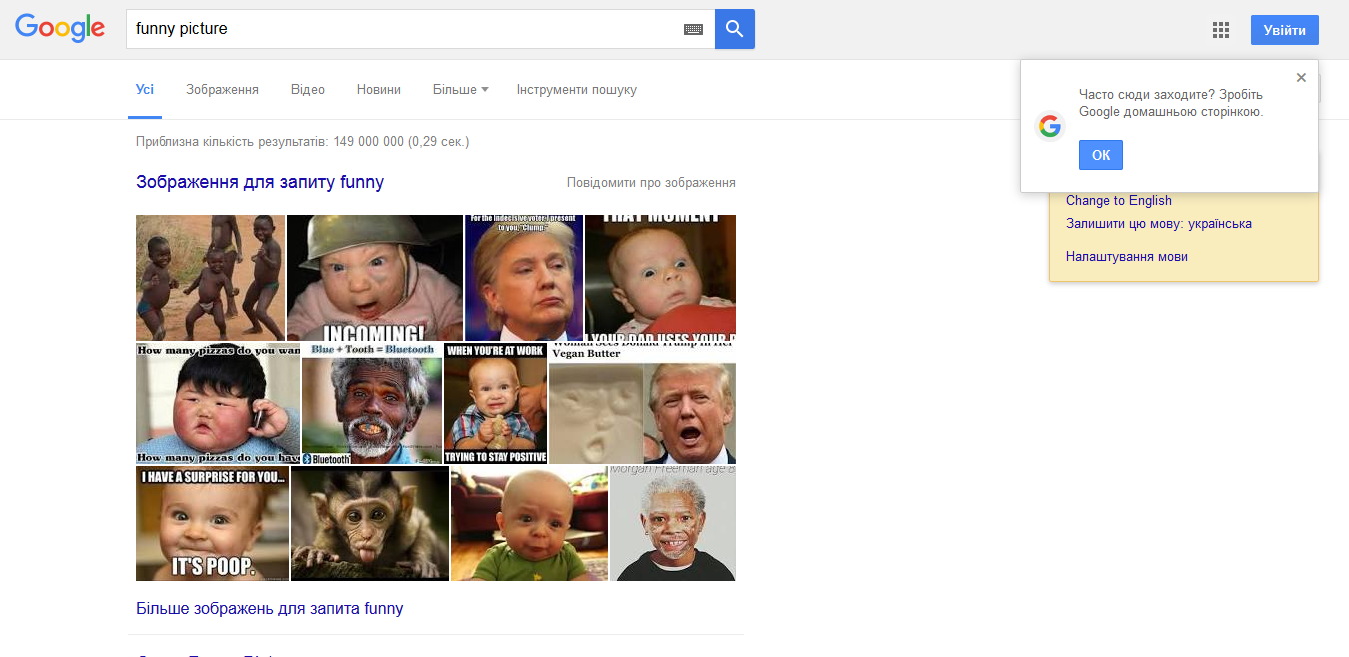 Google
funny picture
Увійти
Усі
Зображення
Відео
Новини
Більше
Інструменти пошуку
Часто сюди заходите? Зробіть
Google домашньою сторінкою.
ОК
Приблизна кількість результатів: 149 000 000 (0,29 сек.)
Зображення для запиту funny
Повідомити про зображення
Change to English
Залишити цю мову: українська
Налаштування мови
INCOMING!
For the indecisive voter I present
to you, "Clump."
THAT MOMENT
YOUR DAD USES YOUR
How many pizzas do you wan
How many pizzas do you hav
Blue + Tooth = Bluetooth
Bluetooth
WHEN YOU'RE AT WORK
TRYING TO STAY POSITIVE
Woman Sees Donald Trump In Her
Vegan Butter
I HAVE A SURPRISE FOR YOU...
IT'S POOP.
Morgan Freeman age 8
Більше зображень для запита funny